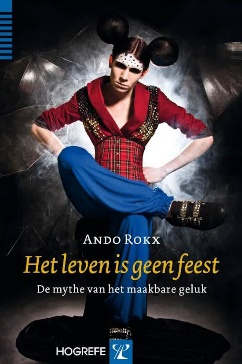 Ando Rokx
Het leven is geen feest
De mythe van het maakbare geluk
HOGREFE